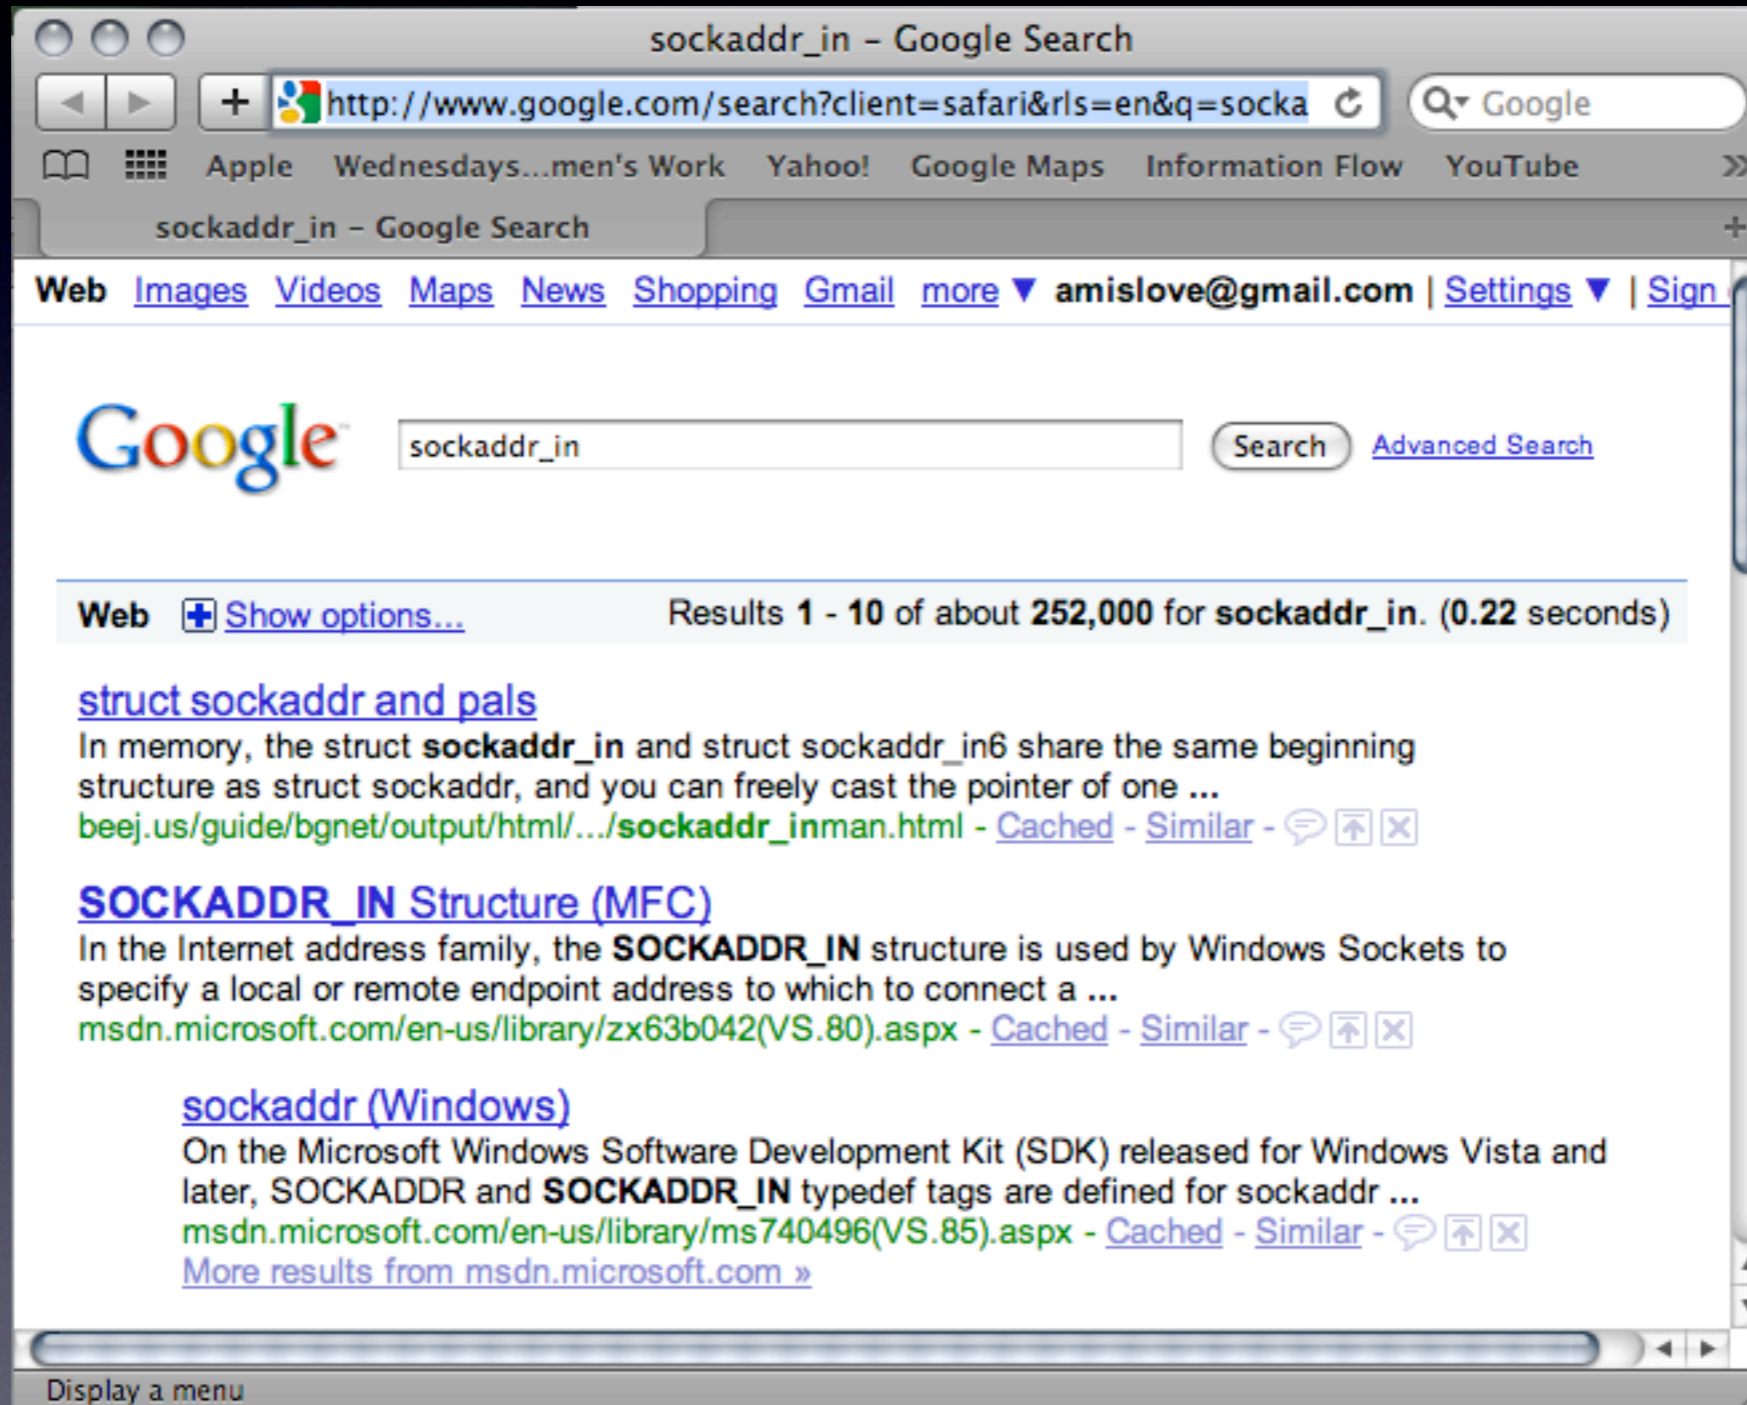 sockaddr_in – Google Search
http://www.google.com/search?client=safari&rls=en&q=socka Google
Apple Wednesdays...men's Work Yahoo! Google Maps Information Flow YouTube »
sockaddr_in – Google Search
Web Images Videos Maps News Shopping Gmail more ▼ amislove@gmail.com | Settings ▼ | Sign
Google sockaddr_in Search Advanced Search
Web Show options... Results 1 - 10 of about 252,000 for sockaddr_in. (0.22 seconds)
struct sockaddr and pals
In memory, the struct sockaddr_in and struct sockaddr_in6 share the same beginning
structure as struct sockaddr, and you can freely cast the pointer of one ...
beej.us/guide/bgnet/output/html/.../sockaddr_inman.html - Cached - Similar -
SOCKADDR_IN Structure (MFC)
In the Internet address family, the SOCKADDR_IN structure is used by Windows Sockets to
specify a local or remote endpoint address to which to connect a ...
msdn.microsoft.com/en-us/library/zx63b042(VS.80).aspx - Cached - Similar -
sockaddr (Windows)
On the Microsoft Windows Software Development Kit (SDK) released for Windows Vista and
later, SOCKADDR and SOCKADDR_IN typedef tags are defined for sockaddr ...
msdn.microsoft.com/en-us/library/ms740496(VS.85).aspx - Cached - Similar -
More results from msdn.microsoft.com »
Display a menu